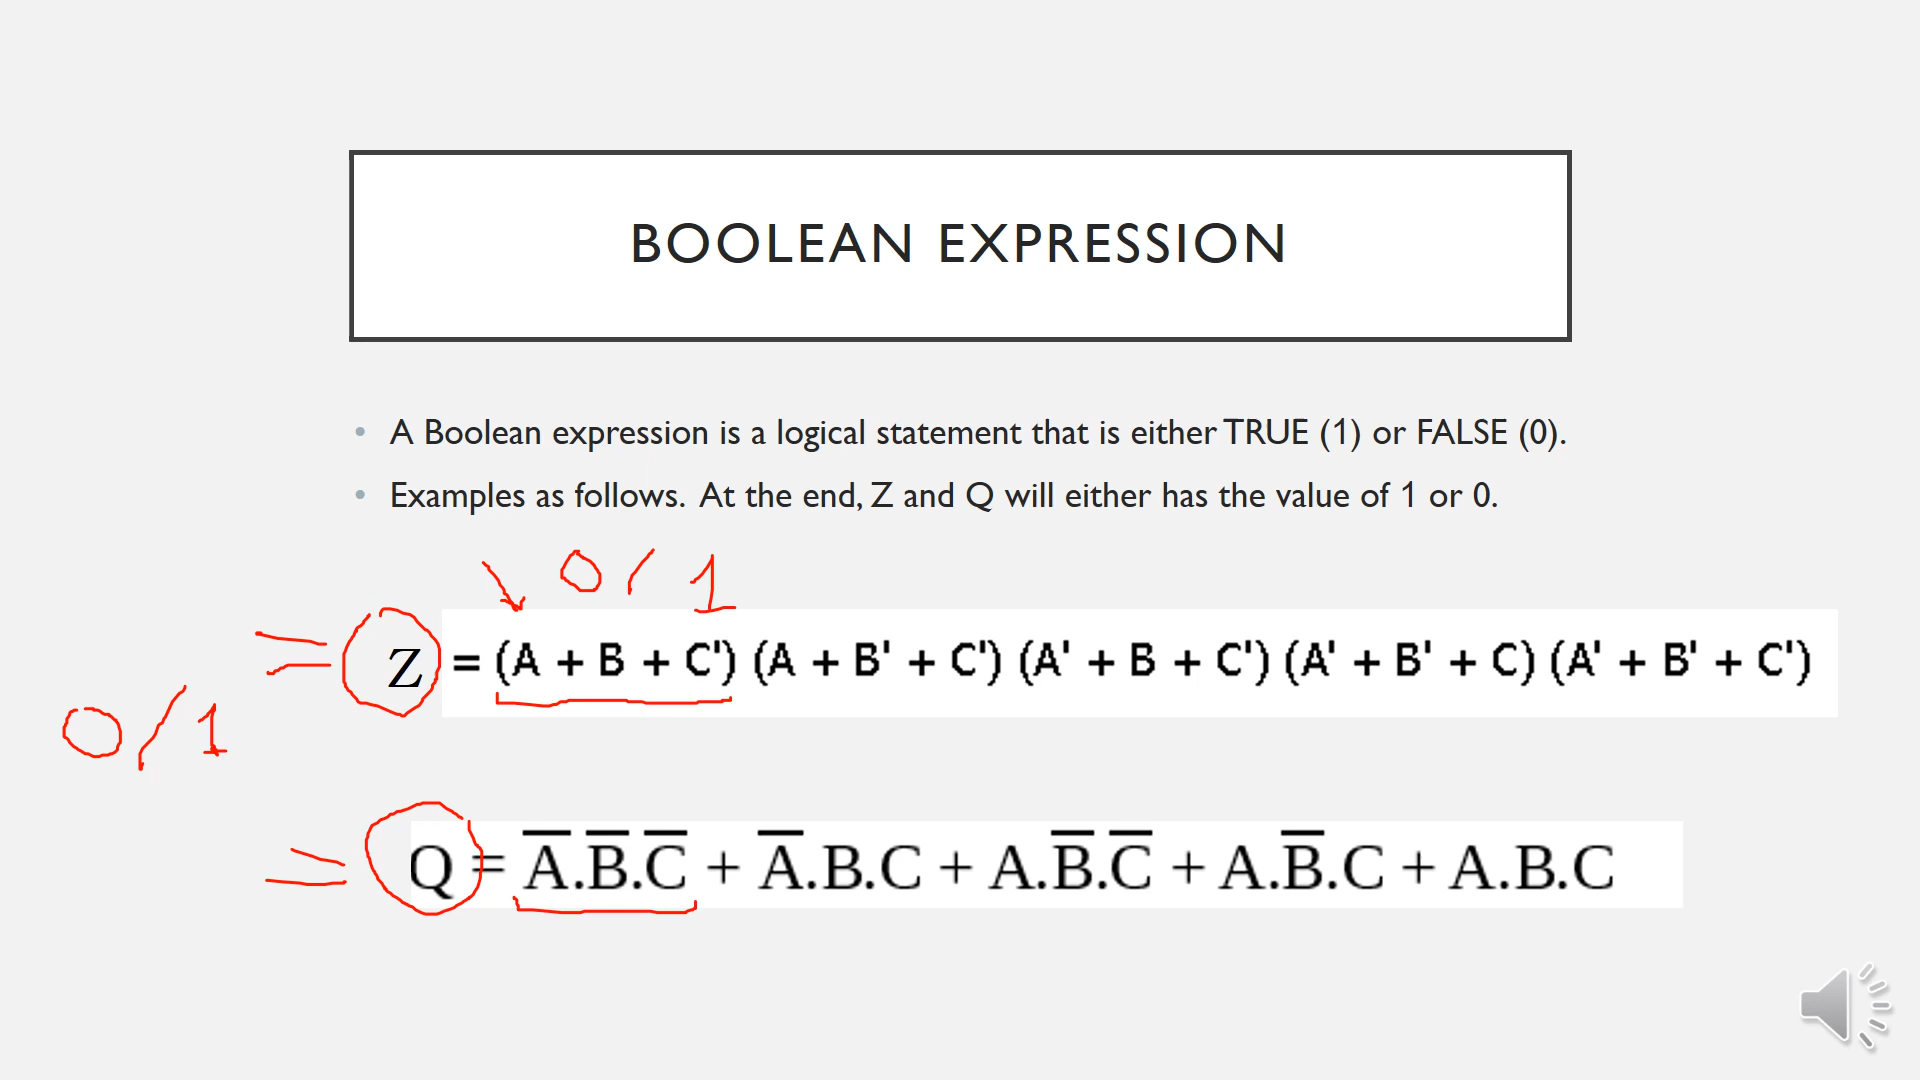 BOOLEAN EXPRESSION
• A Boolean expression is a logical statement that is either TRUE (1) or FALSE (0).
• Examples as follows. At the end, Z and Q will either has the value of 1 or 0.
0 / 1
= Z = (A + B + C') (A + B' + C') (A' + B + C') (A' + B' + C) (A' + B' + C')
0 / 1
= Q = A̅.B̅.C̅ + A̅.B.C + A.B̅.C̅ + A.B̅.C + A.B.C